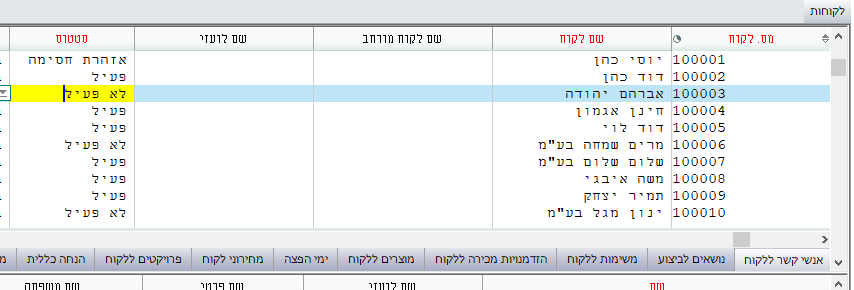 לקוחות
מס. לקוח שם לקוח שם לקוח מורחב שם לועזי סטטוס
100001 יוסי כהן אזהרת חסימה
100002 דוד כהן פעיל
100003 אברהם יהודה לא פעיל
100004 חינן אגמון פעיל
100005 דוד לוי פעיל
100006 מרים שמחה בע"מ לא פעיל
100007 שלום שלום בע"מ פעיל
100008 משה איבגי פעיל
100009 תמיר יצחק פעיל
100010 ינון מגל בע"מ לא פעיל
אנשי קשר ללקוח נושאים לביצוע משימות ללקוח הזדמנויות מכירה ללקוח מוצרים ללקוח ימי הפצה מחירוני לקוח פרויקטים ללקוח הנחה כללית
שם שם לועזי שם פרטי שם משפחה